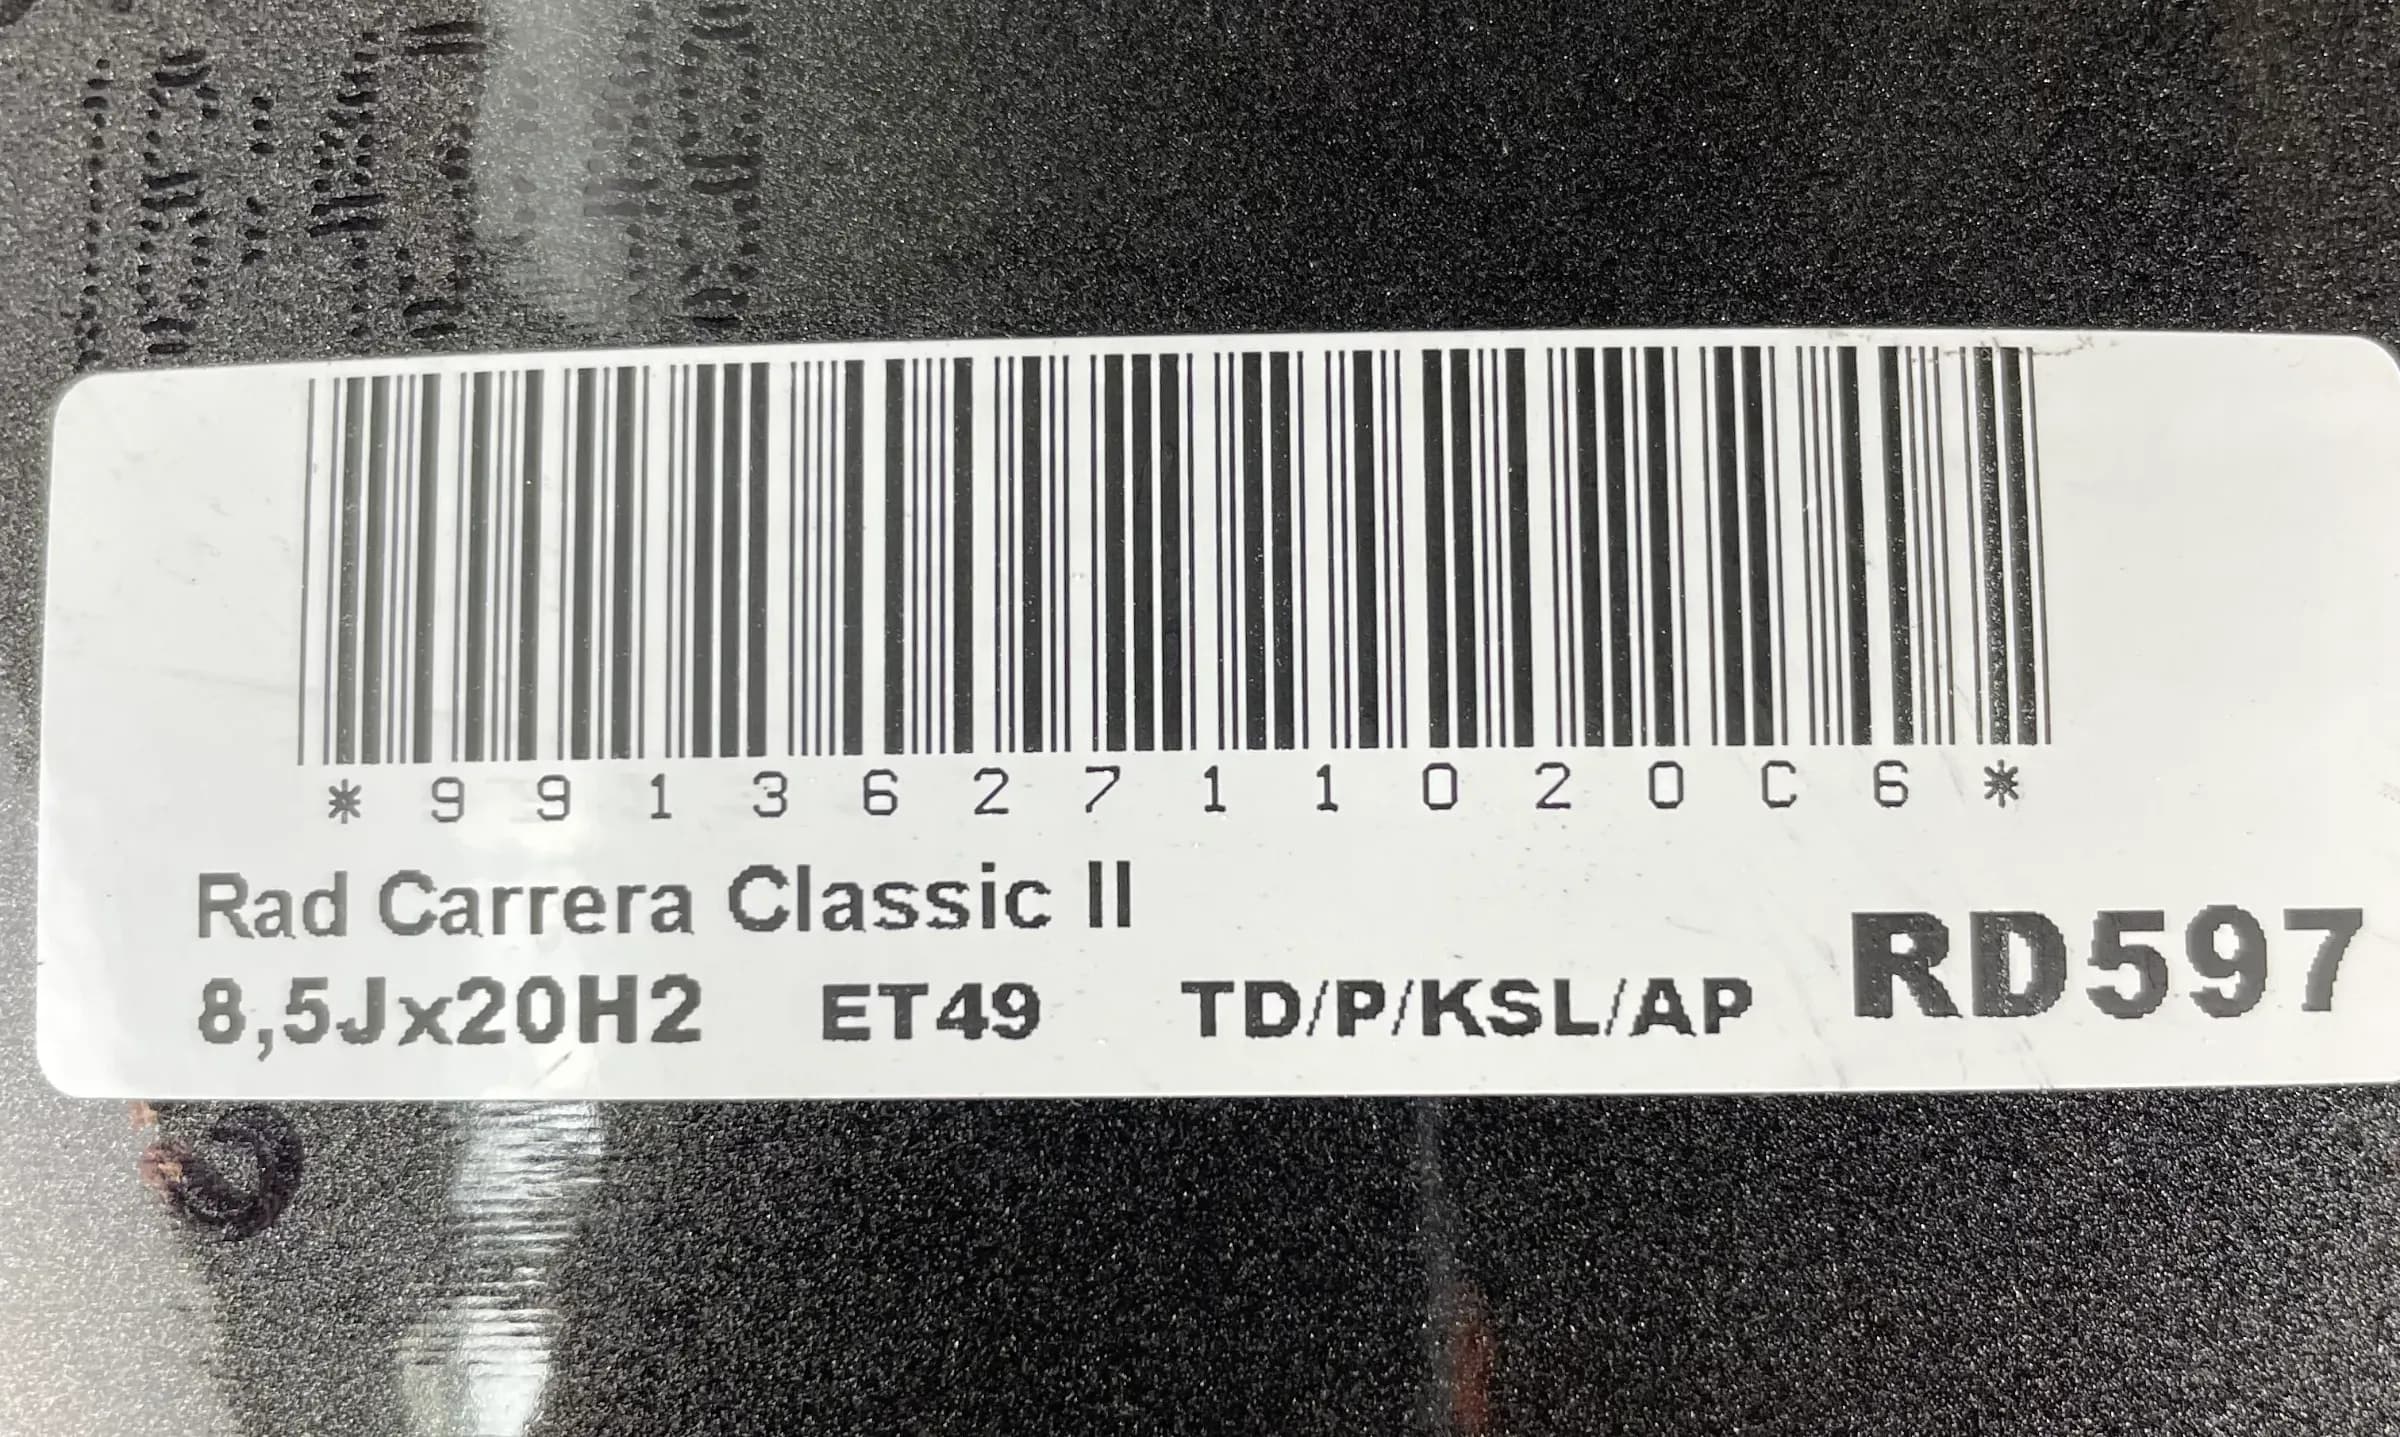 *991362711020C6*
Rad Carrera Classic II
8,5Jx20H2 ET49 TD/P/KSL/AP RD597